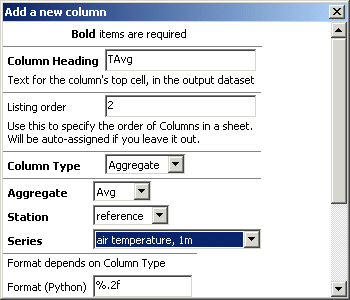 Add a new column
Bold items are required
Column Heading TAvg
Text for the column's top cell, in the output dataset
Listing order 2
Use this to specify the order of Columns in a sheet.
Will be auto-assigned if you leave it out.
Column Type Aggregate
Aggregate Avg
Station reference
Series air temperature, 1m
Format depends on Column Type
Format (Python) %.2f